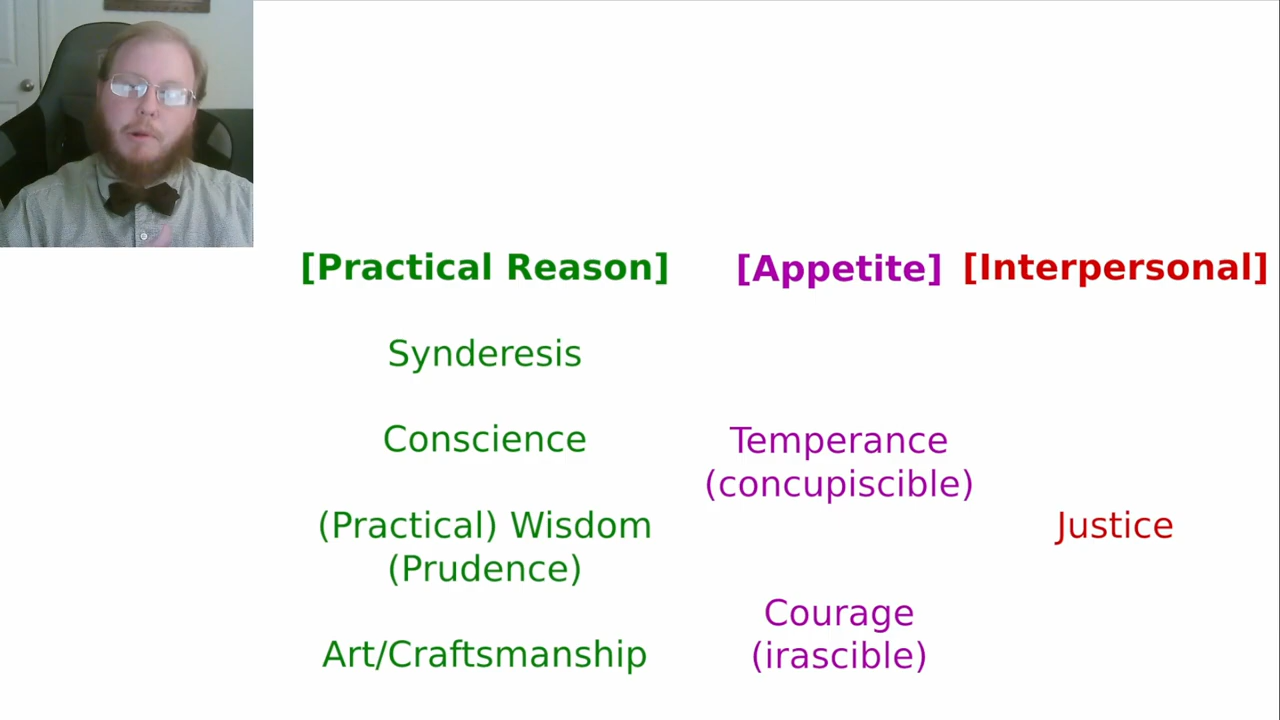 [Practical Reason] [Appetite] [Interpersonal]
Synderesis
Conscience
Temperance
(concupiscible)
(Practical) Wisdom
(Prudence)
Justice
Courage
(irascible)
Art/Craftsmanship